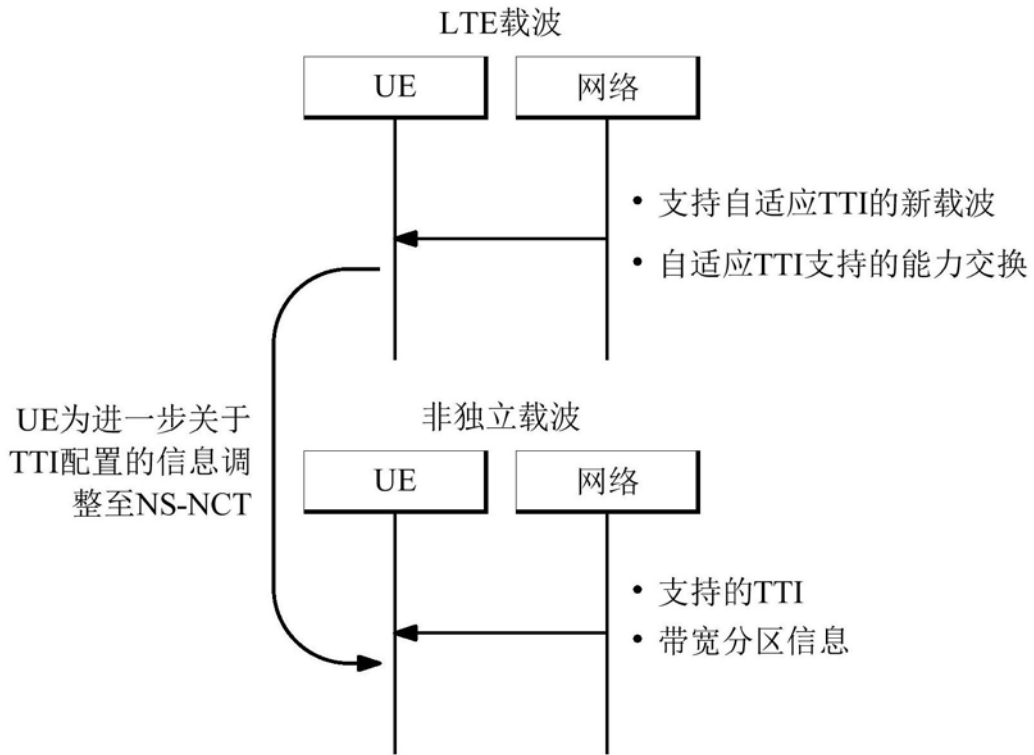 LTE载波
UE
网络
• 支持自适应TTI的新载波
• 自适应TTI支持的能力交换
UE为进一步关于
TTI配置的信息调
整至NS-NCT
非独立载波
UE
网络
• 支持的TTI
• 带宽分区信息